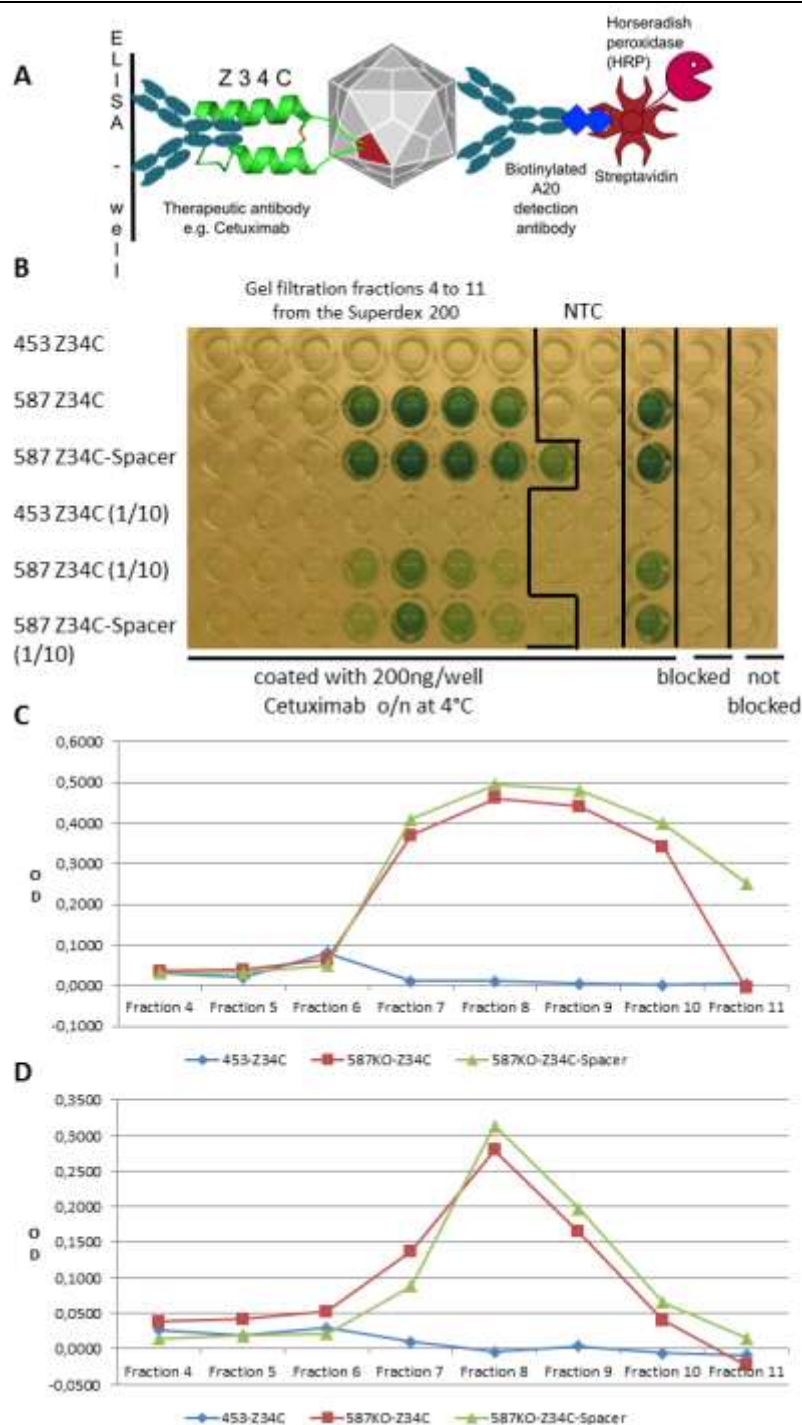 A
E
L
I
S
A
-
w
e
l
l
Z34C
Therapeutic antibody
e.g. Cetuximab
Horseradish
peroxidase
(HRP)
Biotinylated
A20
detection
antibody
Streptavidin
B
Gel filtration fractions 4 to 11
from the Superdex 200
NTC
453 Z34C
587 Z34C
587 Z34C-Spacer
453 Z34C (1/10)
587 Z34C (1/10)
587 Z34C-Spacer
(1/10)
coated with 200ng/well
Cetuximab o/n at 4°C
blocked
not
blocked
C
0,6000
0,5000
0,4000
0,3000
0,2000
0,1000
0,0000
-0,1000
O
D
Fraction 4 Fraction 5 Fraction 6 Fraction 7 Fraction 8 Fraction 9 Fraction 10 Fraction 11
453-Z34C 587KO-Z34C 587KO-Z34C-Spacer
D
0,3500
0,3000
0,2500
0,2000
0,1500
0,1000
0,0500
0,0000
-0,0500
O
D
Fraction 4 Fraction 5 Fraction 6 Fraction 7 Fraction 8 Fraction 9 Fraction 10 Fraction 11
453-Z34C 587KO-Z34C 587KO-Z34C-Spacer